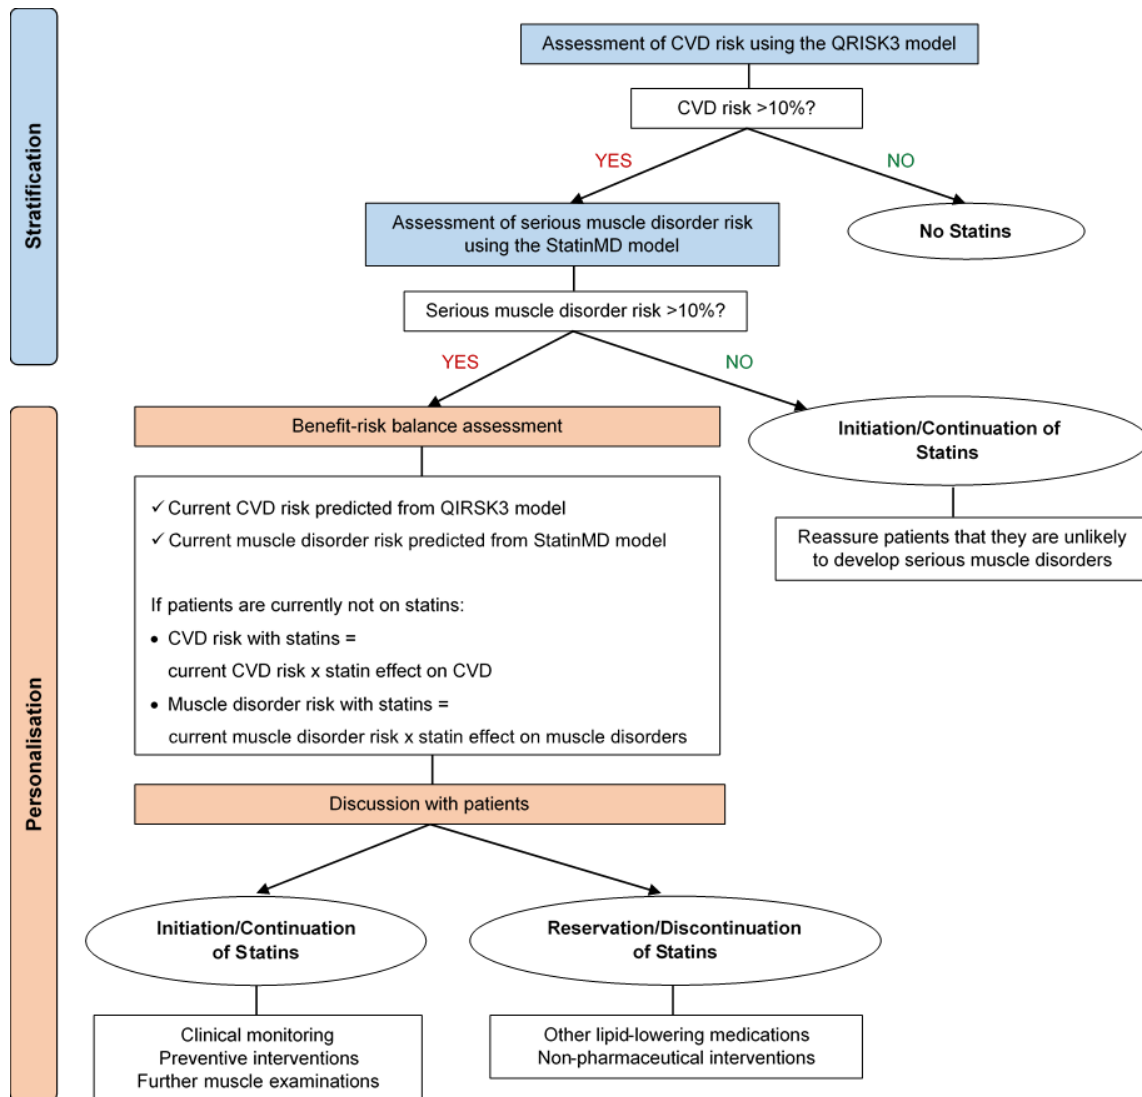 Stratification
Assessment of CVD risk using the QRISK3 model
CVD risk >10%?
YES
NO
Assessment of serious muscle disorder risk
using the StatinMD model
No Statins
Serious muscle disorder risk >10%?
YES
NO
Personalisation
Benefit-risk balance assessment
Initiation/Continuation of
Statins
✓ Current CVD risk predicted from QIRSK3 model
✓ Current muscle disorder risk predicted from StatinMD model
Reassure patients that they are unlikely
to develop serious muscle disorders
If patients are currently not on statins:
• CVD risk with statins =
current CVD risk x statin effect on CVD
• Muscle disorder risk with statins =
current muscle disorder risk x statin effect on muscle disorders
Discussion with patients
Initiation/Continuation
of Statins
Reservation/Discontinuation
of Statins
Clinical monitoring
Preventive interventions
Further muscle examinations
Other lipid-lowering medications
Non-pharmaceutical interventions